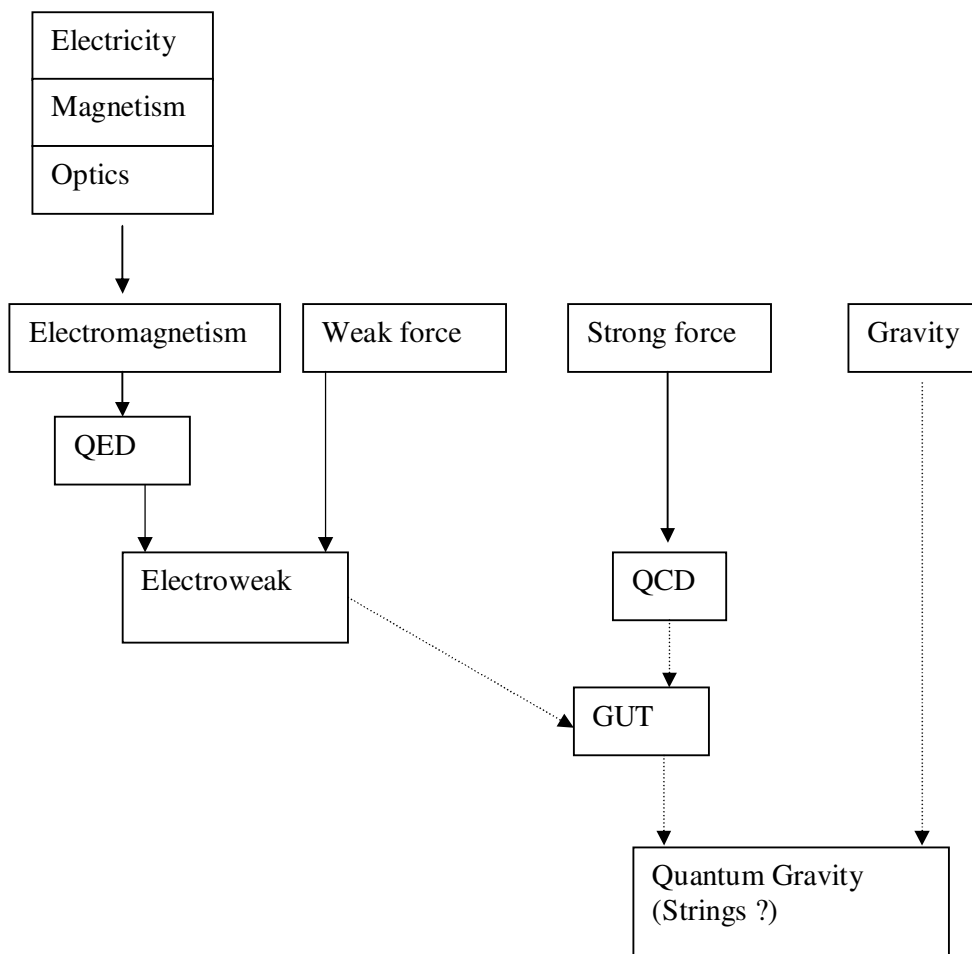 Electricity
Magnetism
Optics
Electromagnetism
Weak force
Strong force
Gravity
QED
Electroweak
QCD
GUT
Quantum Gravity
(Strings ?)